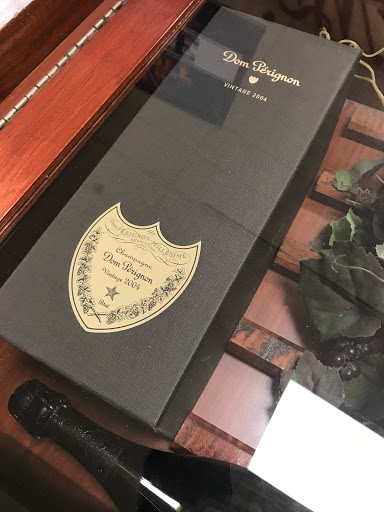 Dom Pérignon
VINTAGE 2004
Champagne
Dom Pérignon
Vintage 2004
Brut